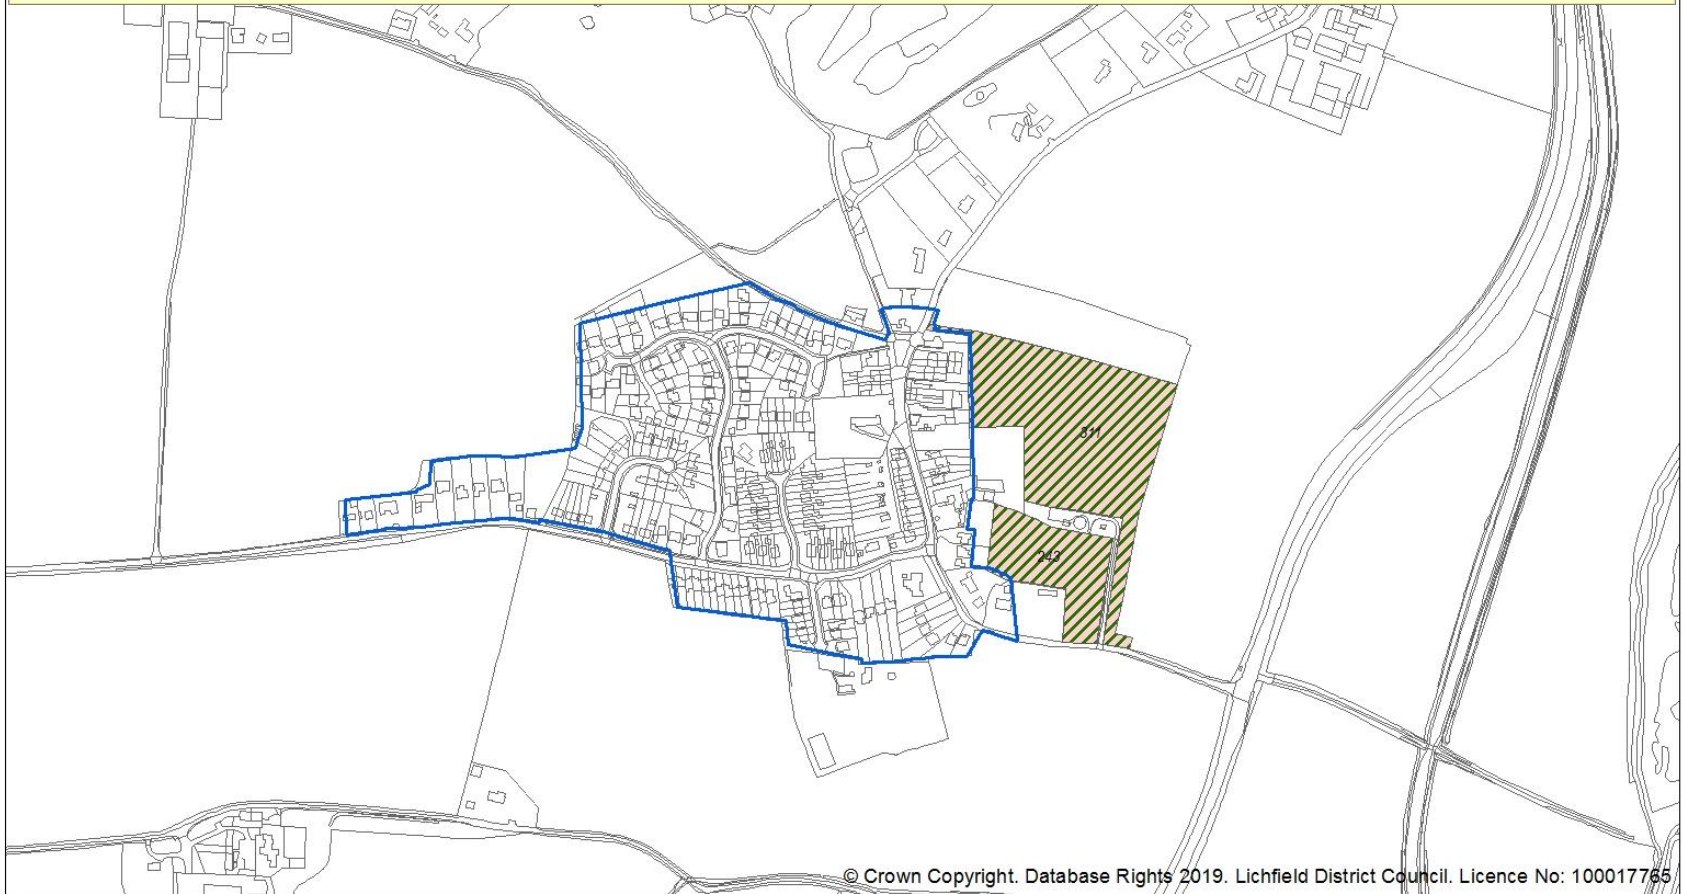 311
243
© Crown Copyright. Database Rights 2019. Lichfield District Council. Licence No: 100017765